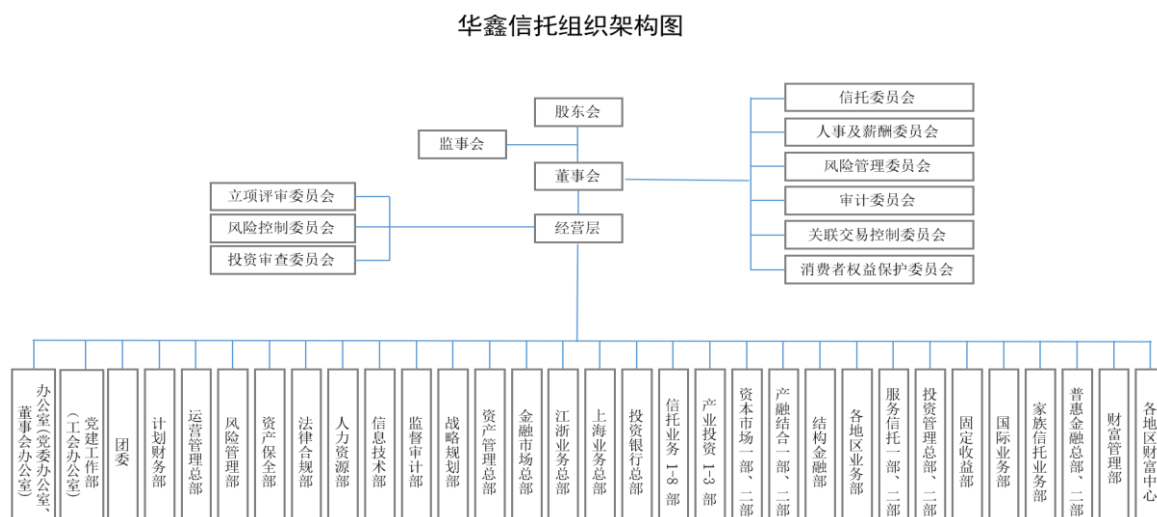 华鑫信托组织架构图
股东会
监事会
董事会
经营层
信托委员会
人事及薪酬委员会
风险管理委员会
审计委员会
关联交易控制委员会
消费者权益保护委员会
立项评审委员会
风险控制委员会
投资审查委员会
办公室(党委办公室、
董事会办公室)
党建工作部
(工会办公室)
团委
计划财务部
运营管理总部
风险管理部
资产保全部
法律合规部
人力资源部
信息技术部
监督审计部
战略规划部
资产管理总部
金融市场总部
江浙业务总部
上海业务总部
投资银行总部
信托业务 1-8 部
产业投资 1-3 部
资本市场一部、二部
产融结合一部、二部
结构金融部
各地区业务部
服务信托一部、二部
投资管理总部、二部
固定收益部
国际业务部
家族信托业务部
普惠金融总部、二部
财富管理部
各地区财富中心